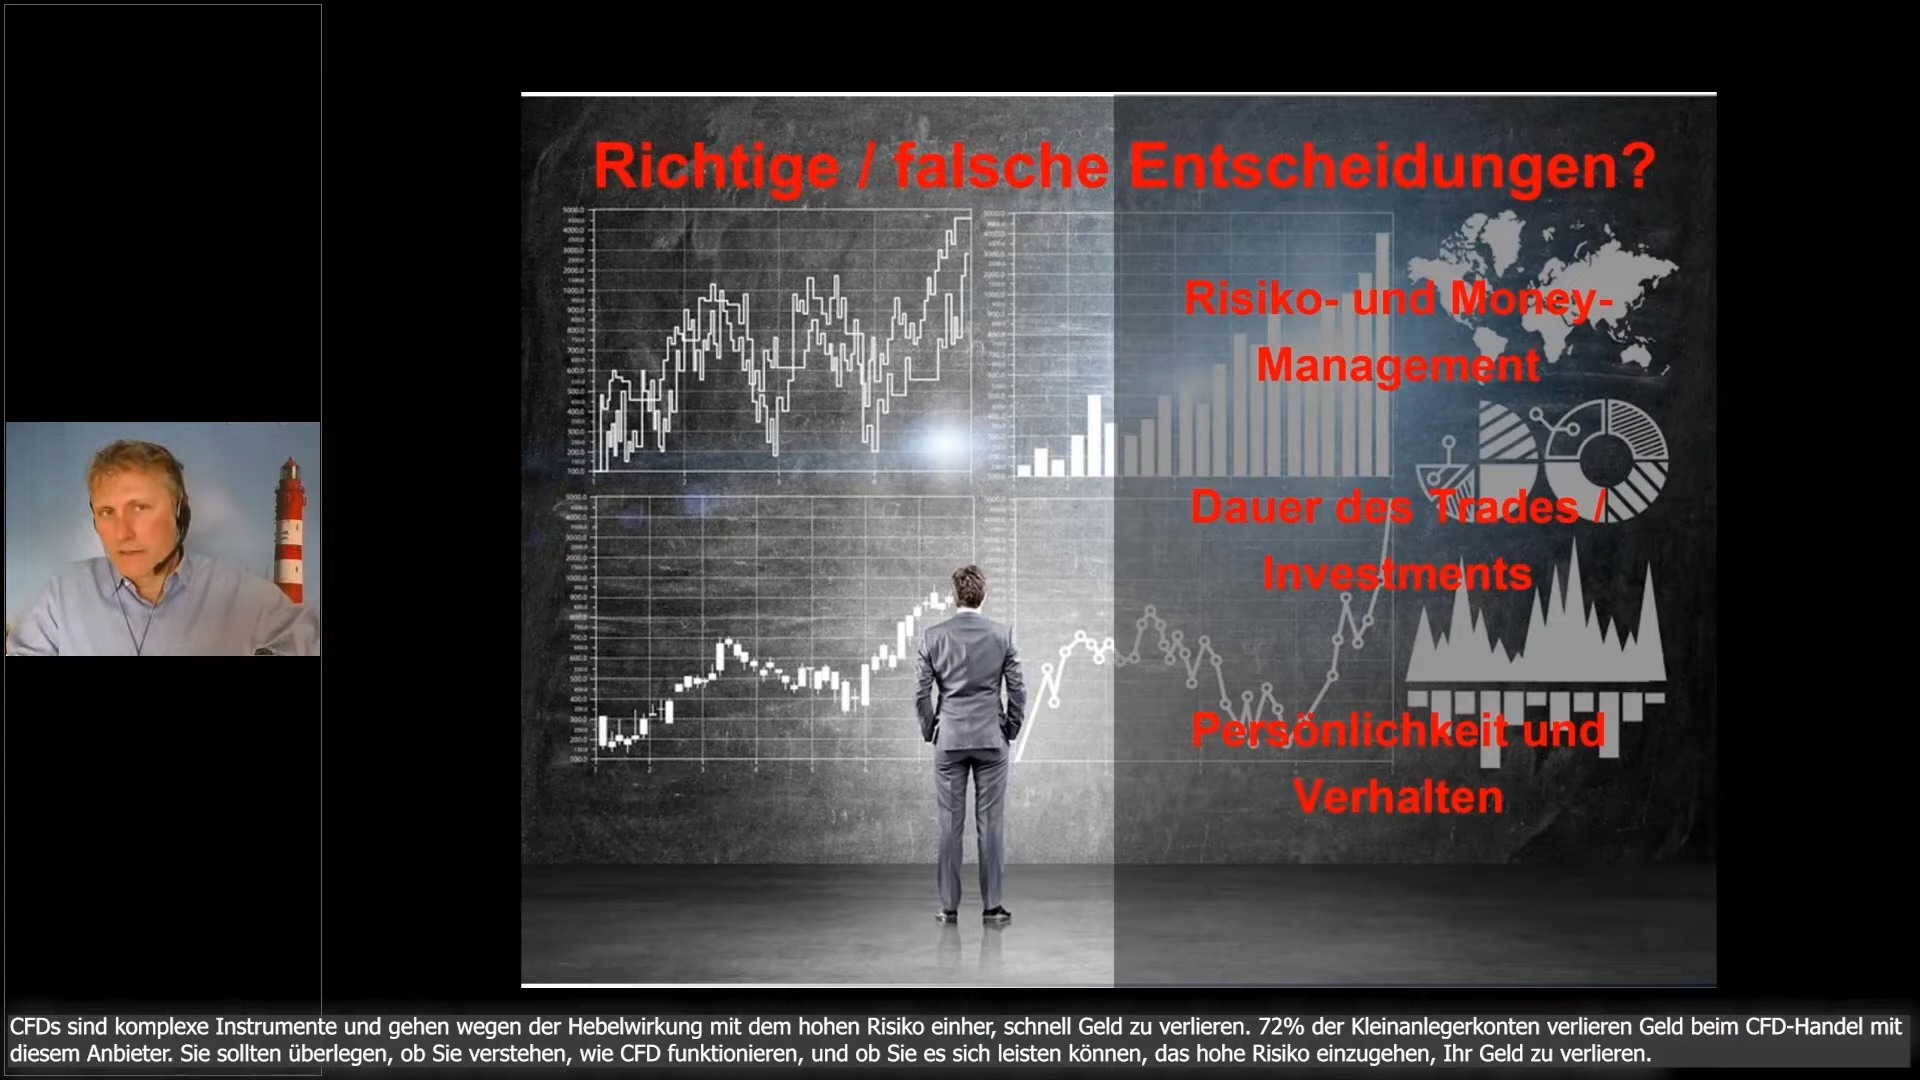 Richtige / falsche Entscheidungen?
Risiko- und Money-
Management
Dauer des Trades /
Investments
Persönlichkeit und
Verhalten
CFDs sind komplexe Instrumente und gehen wegen der Hebelwirkung mit dem hohen Risiko einher, schnell Geld zu verlieren. 72% der Kleinanlegerkonten verlieren Geld beim CFD-Handel mit
diesem Anbieter. Sie sollten überlegen, ob Sie verstehen, wie CFD funktionieren, und ob Sie es sich leisten können, das hohe Risiko einzugehen, Ihr Geld zu verlieren.